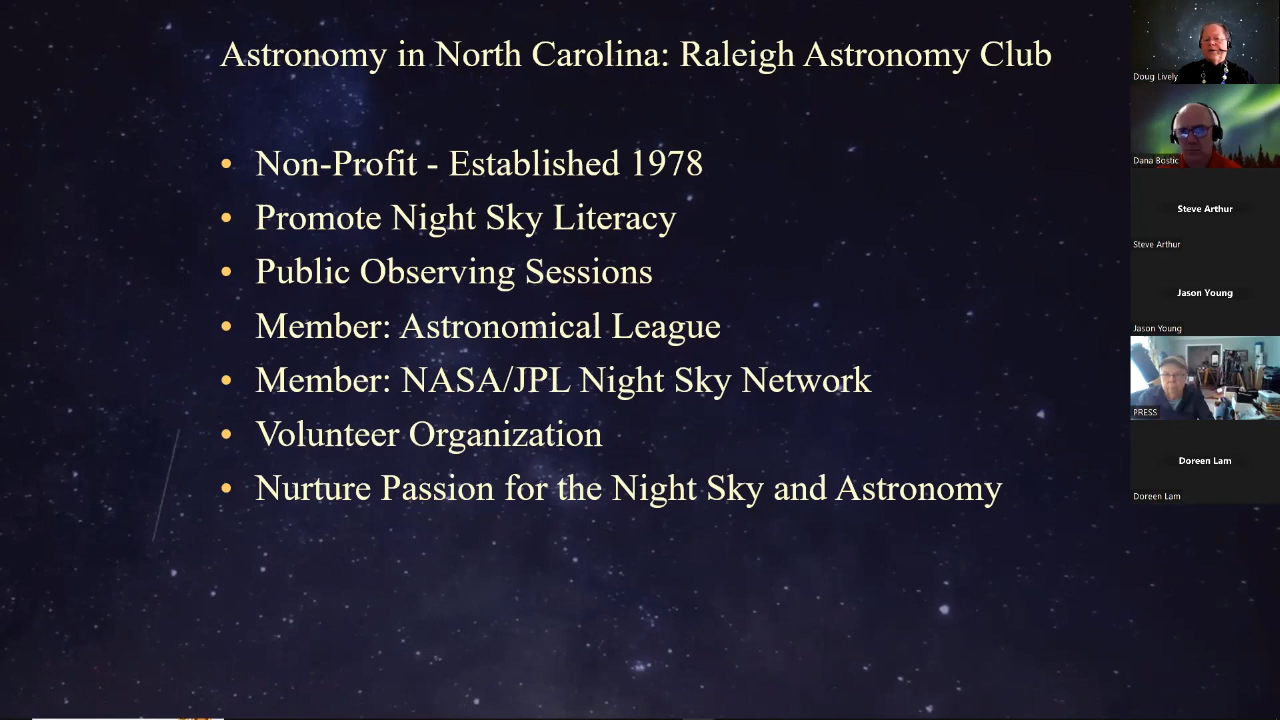 Astronomy in North Carolina: Raleigh Astronomy Club
• Non-Profit - Established 1978
• Promote Night Sky Literacy
• Public Observing Sessions
• Member: Astronomical League
• Member: NASA/JPL Night Sky Network
• Volunteer Organization
• Nurture Passion for the Night Sky and Astronomy
Doug Lively
Dana Bostic
Steve Arthur
Steve Arthur
Jason Young
Jason Young
PRESS
Doreen Lam
Doreen Lam